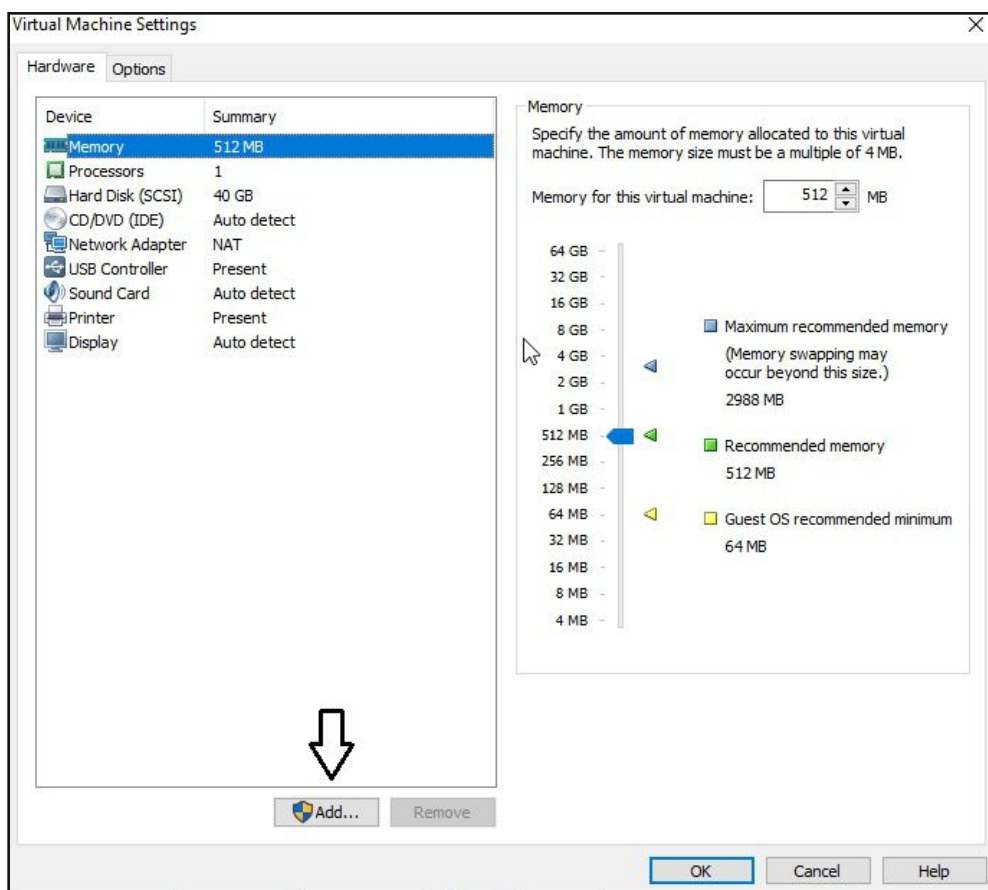 Virtual Machine Settings
Hardware Options
Device Summary
Memory 512 MB
Processors 1
Hard Disk (SCSI) 40 GB
CD/DVD (IDE) Auto detect
Network Adapter NAT
USB Controller Present
Sound Card Auto detect
Printer Present
Display Auto detect
Add... Remove
Memory
Specify the amount of memory allocated to this virtual
machine. The memory size must be a multiple of 4 MB.
Memory for this virtual machine: 512 MB
64 GB
32 GB
16 GB
8 GB
4 GB
2 GB
1 GB
512 MB
256 MB
128 MB
64 MB
32 MB
16 MB
8 MB
4 MB
Maximum recommended memory
(Memory swapping may
occur beyond this size.)
2988 MB
Recommended memory
512 MB
Guest OS recommended minimum
64 MB
OK Cancel Help